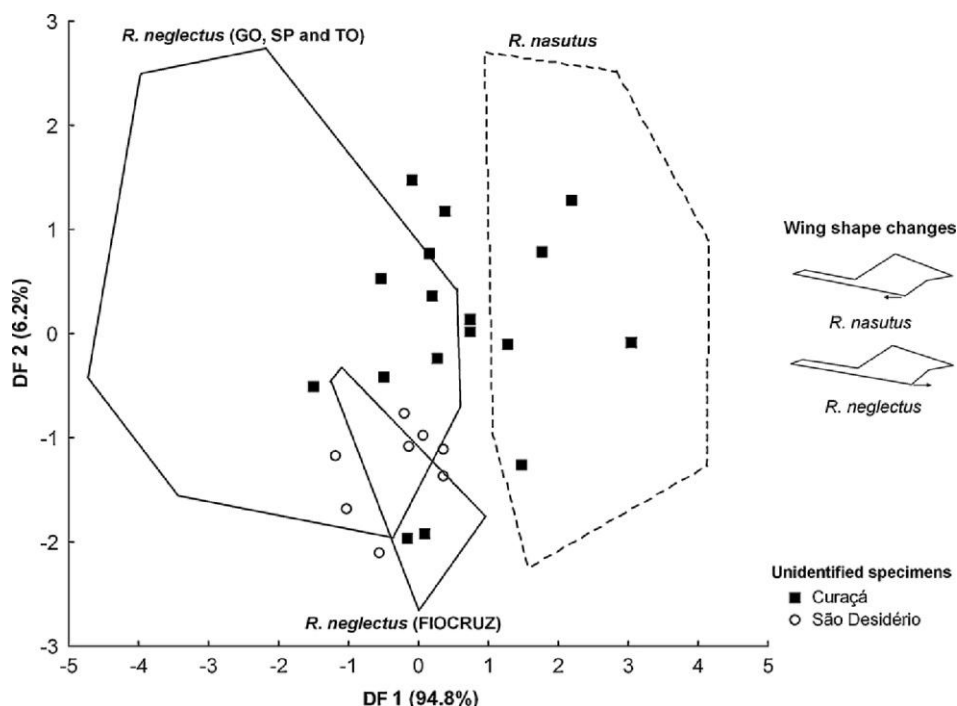 R. neglectus (GO, SP and TO)
R. nasutus
3
2
1
0
-1
-2
-3
DF 2 (6.2%)
-5 -4 -3 -2 -1 0 1 2 3 4 5
DF 1 (94.8%)
R. neglectus (FIOCRUZ)
Wing shape changes
R. nasutus
R. neglectus
Unidentified specimens
Curaçá
São Desidério